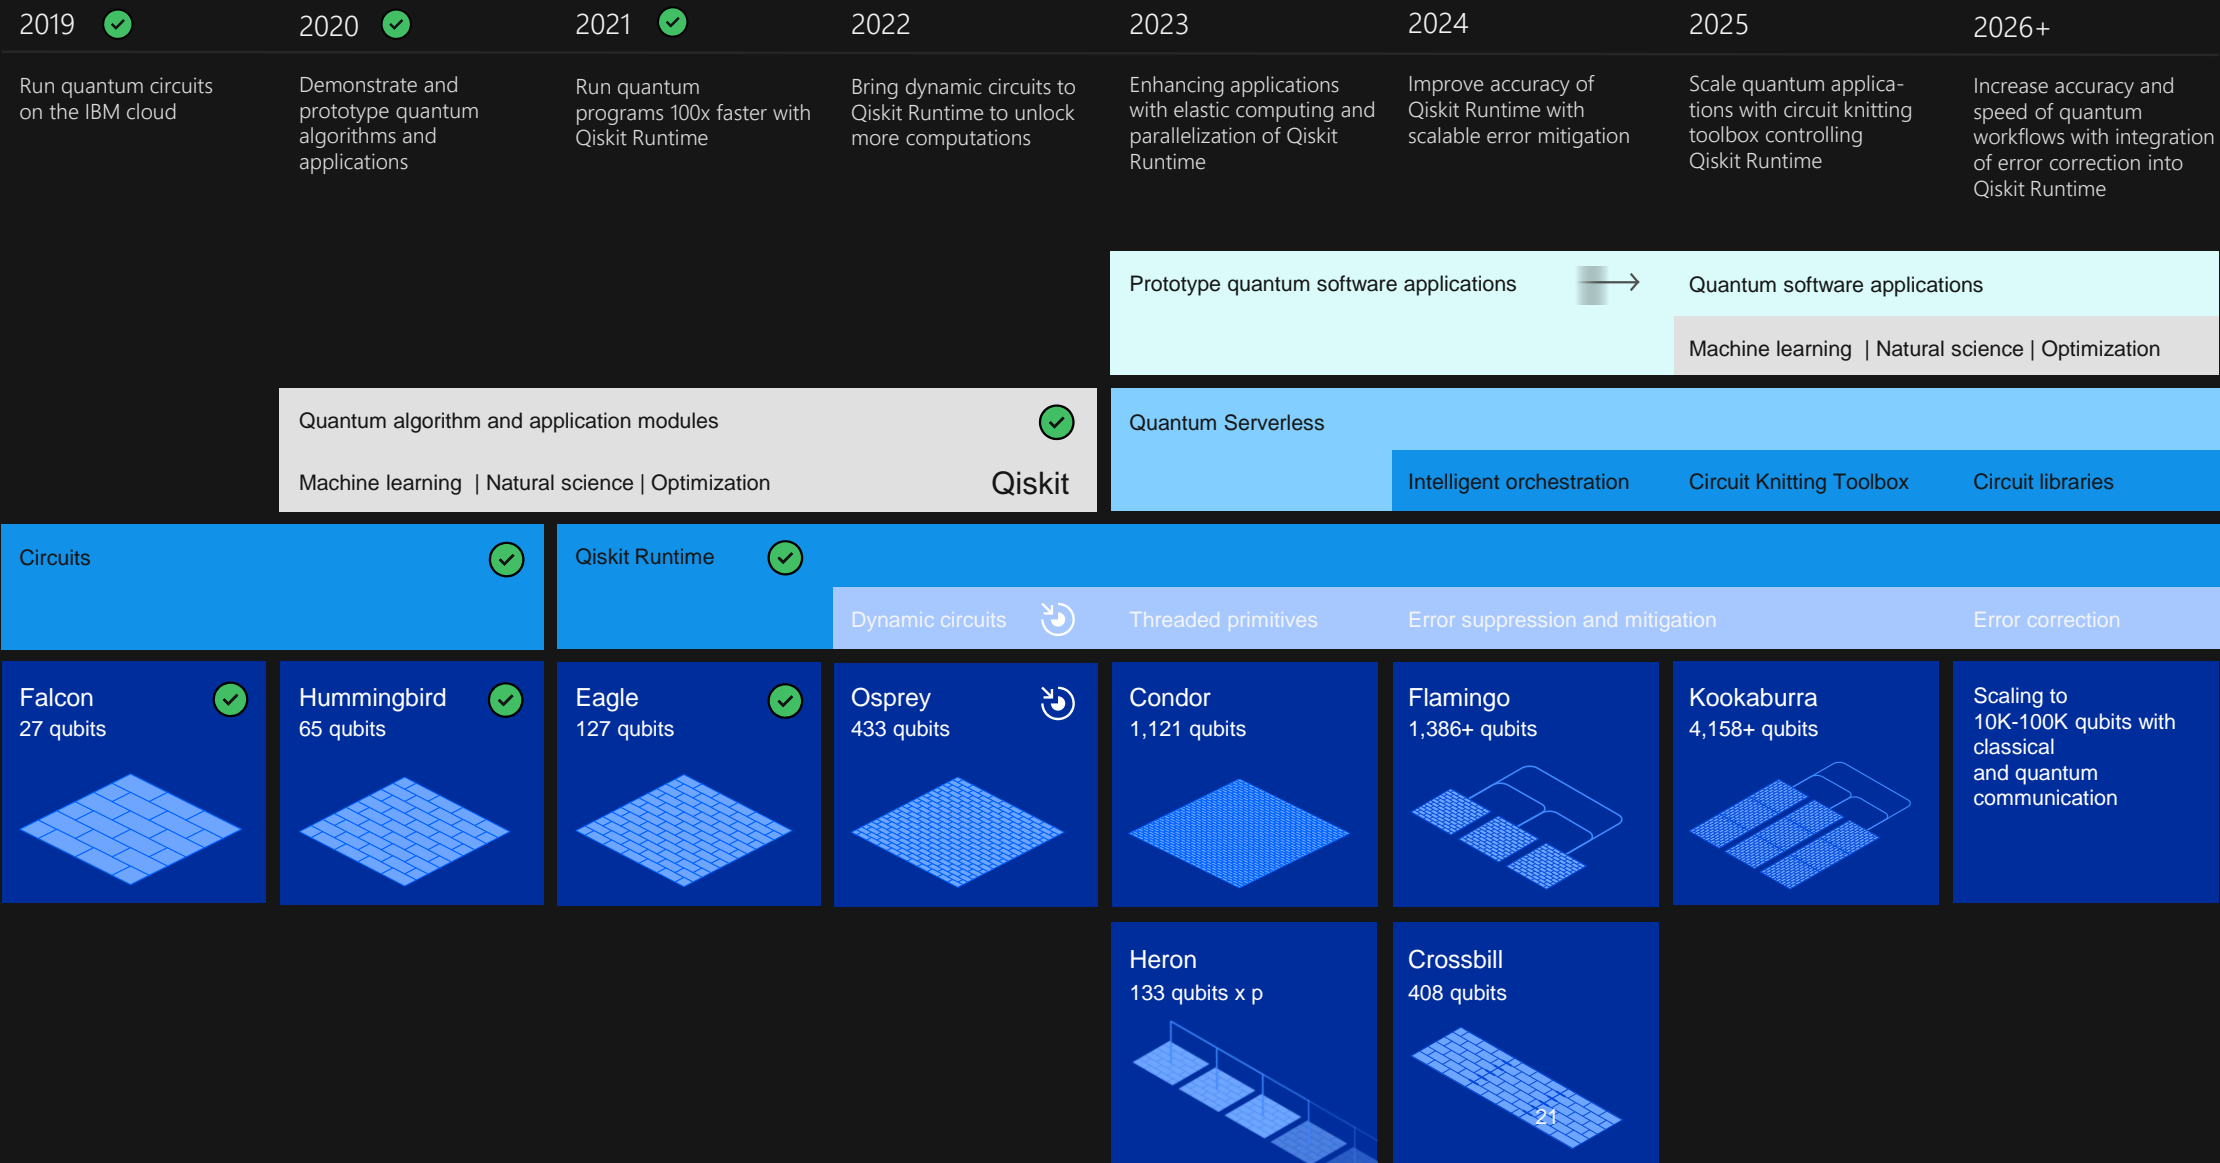 2019
2020
2021
2022
2023
2024
2025
2026+
Run quantum circuits
on the IBM cloud
Demonstrate and
prototype quantum
algorithms and
applications
Run quantum
programs 100x faster with
Qiskit Runtime
Bring dynamic circuits to
Qiskit Runtime to unlock
more computations
Enhancing applications
with elastic computing and
parallelization of Qiskit
Runtime
Improve accuracy of
Qiskit Runtime with
scalable error mitigation
Scale quantum applica-
tions with circuit knitting
toolbox controlling
Qiskit Runtime
Increase accuracy and
speed of quantum
workflows with integration
of error correction into
Qiskit Runtime
Prototype quantum software applications
Quantum software applications
Machine learning | Natural science | Optimization
Quantum algorithm and application modules
Machine learning | Natural science | Optimization
Qiskit
Quantum Serverless
Intelligent orchestration
Circuit Knitting Toolbox
Circuit libraries
Circuits
Qiskit Runtime
Dynamic circuits
Threaded primitives
Error suppression and mitigation
Error correction
Falcon
27 qubits
Hummingbird
65 qubits
Eagle
127 qubits
Osprey
433 qubits
Condor
1,121 qubits
Flamingo
1,386+ qubits
Kookaburra
4,158+ qubits
Scaling to
10K-100K qubits with
classical
and quantum
communication
Heron
133 qubits x p
Crossbill
408 qubits
21